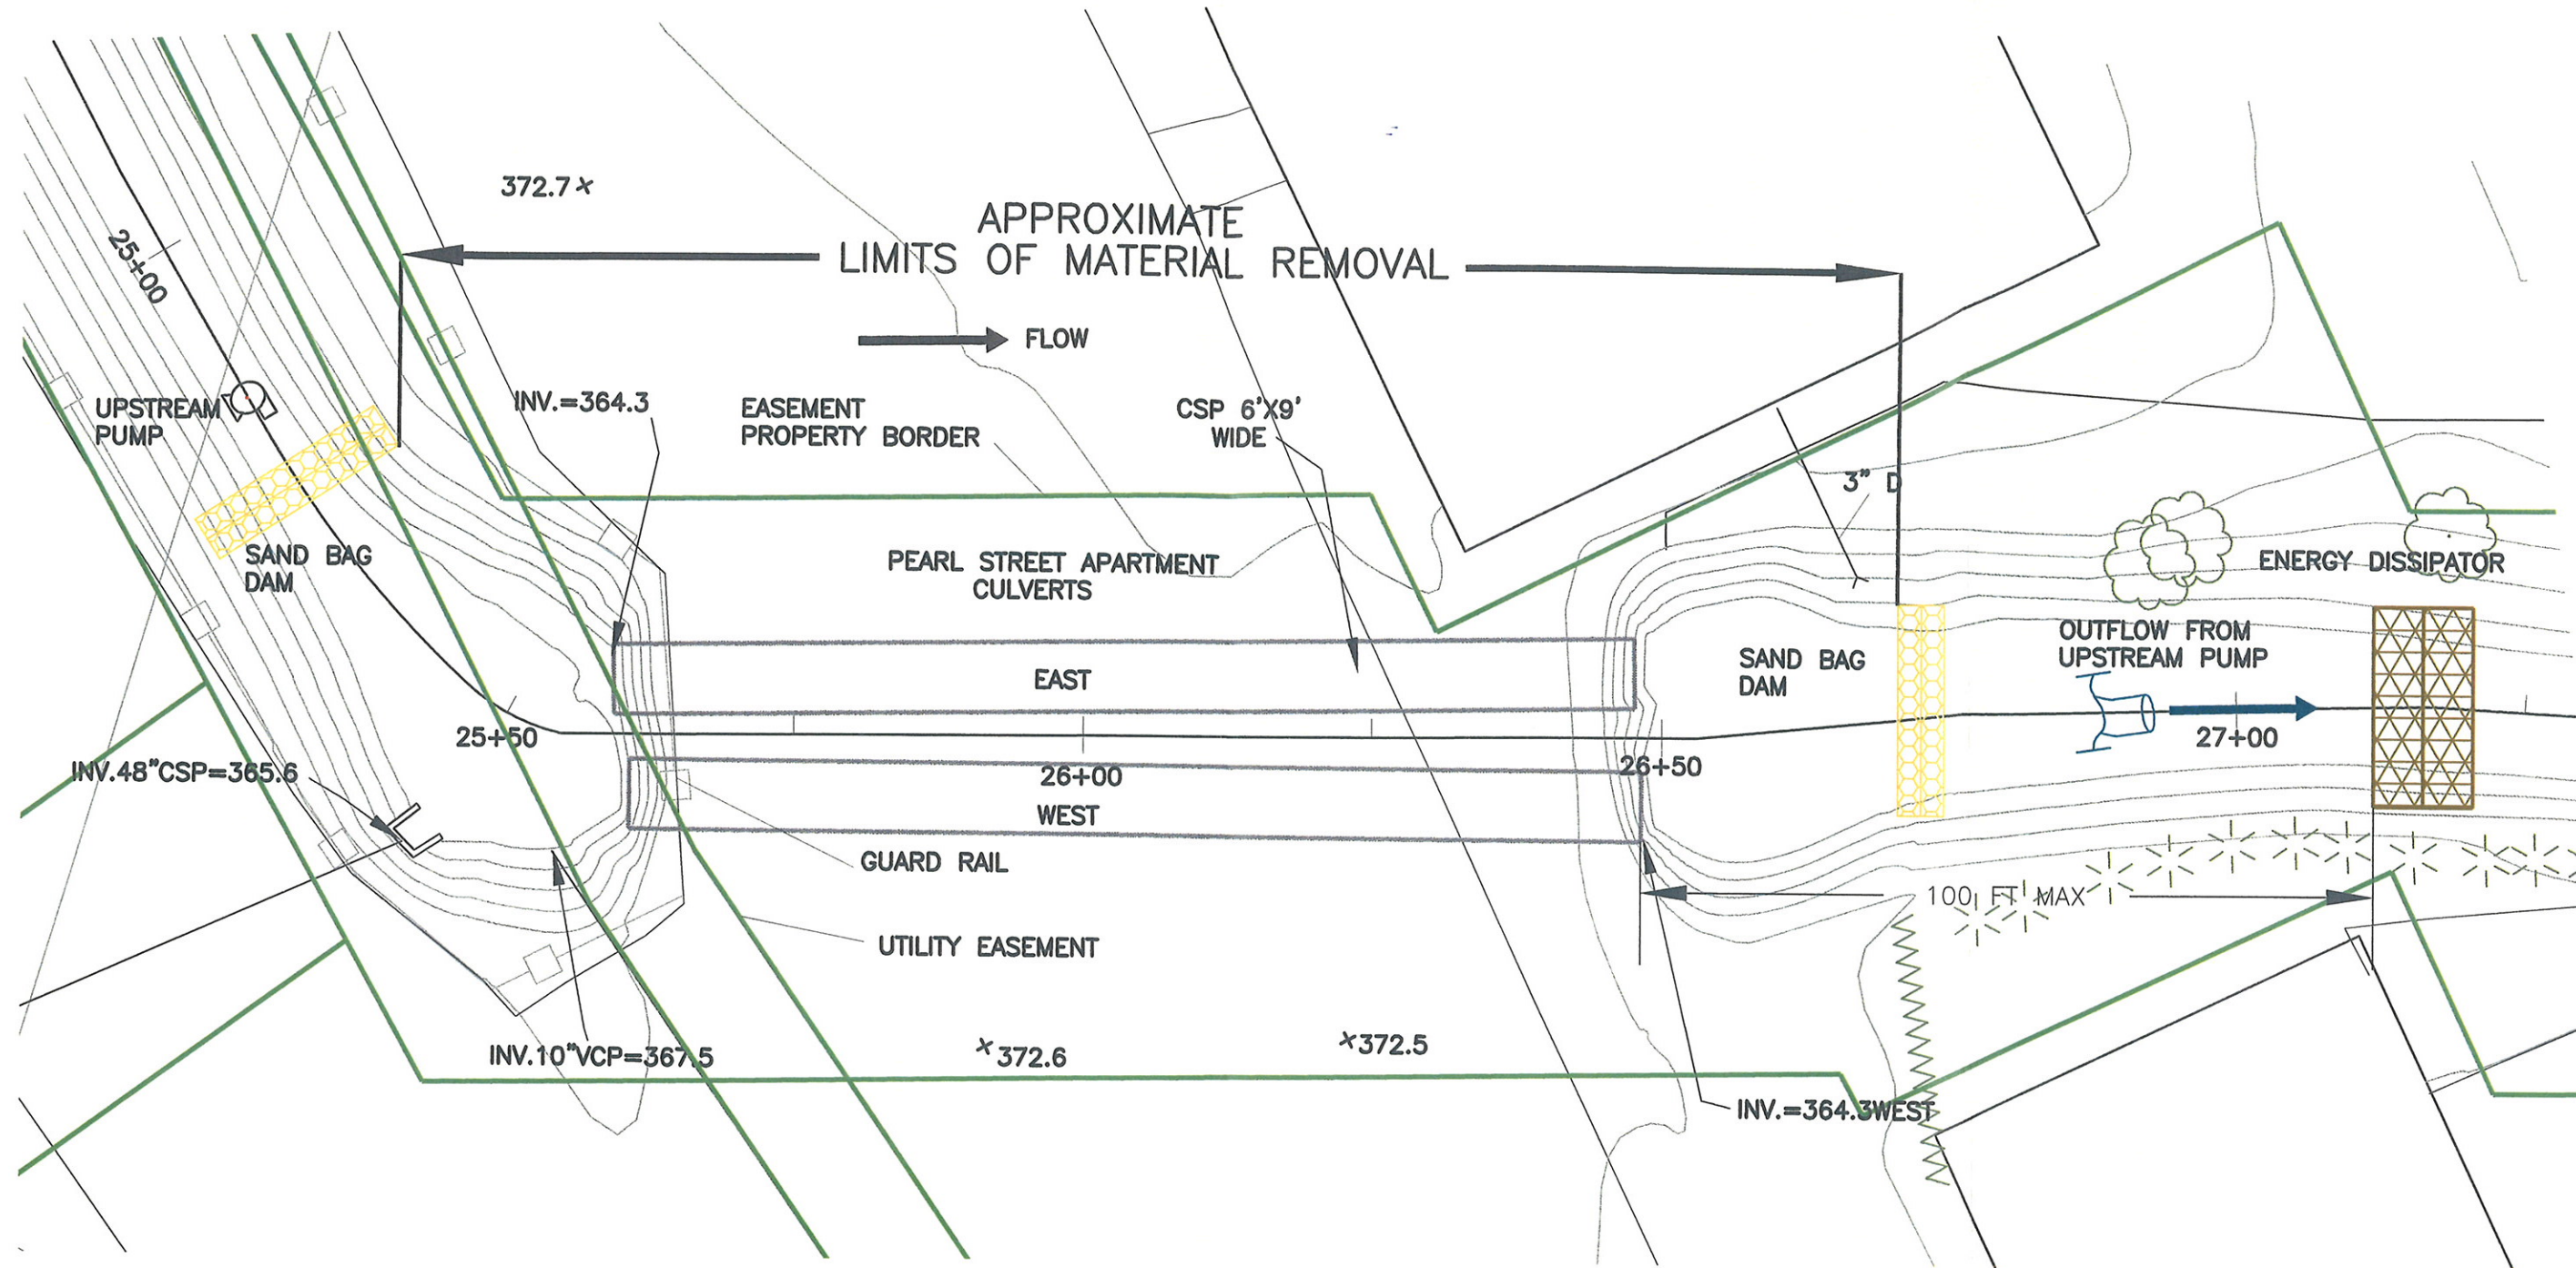 372.7×
APPROXIMATE
LIMITS OF MATERIAL REMOVAL
25+00
FLOW
UPSTREAM
PUMP
INV.=364.3
EASEMENT
PROPERTY BORDER
CSP 6'X9'
WIDE
3" D
SAND BAG
DAM
PEARL STREET APARTMENT
CULVERTS
ENERGY DISSIPATOR
OUTFLOW FROM
UPSTREAM PUMP
SAND BAG
DAM
EAST
25+50
27+00
INV.48"CSP=365.6
26+00
26+50
WEST
GUARD RAIL
100 FT MAX
UTILITY EASEMENT
INV.10"VCP=367.5
×372.6
×372.5
INV.=364.3WEST